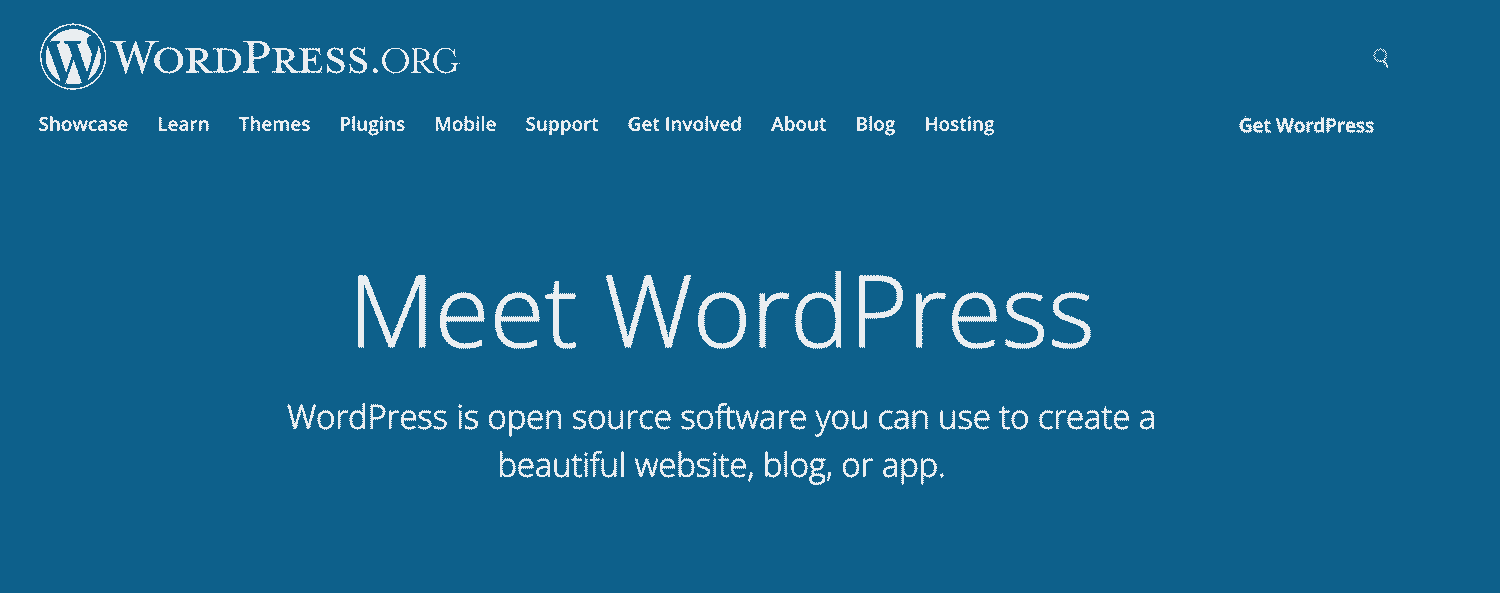 WORDPRESS.ORG
Showcase Learn Themes Plugins Mobile Support Get Involved About Blog Hosting Get WordPress
Meet WordPress
WordPress is open source software you can use to create a
beautiful website, blog, or app.